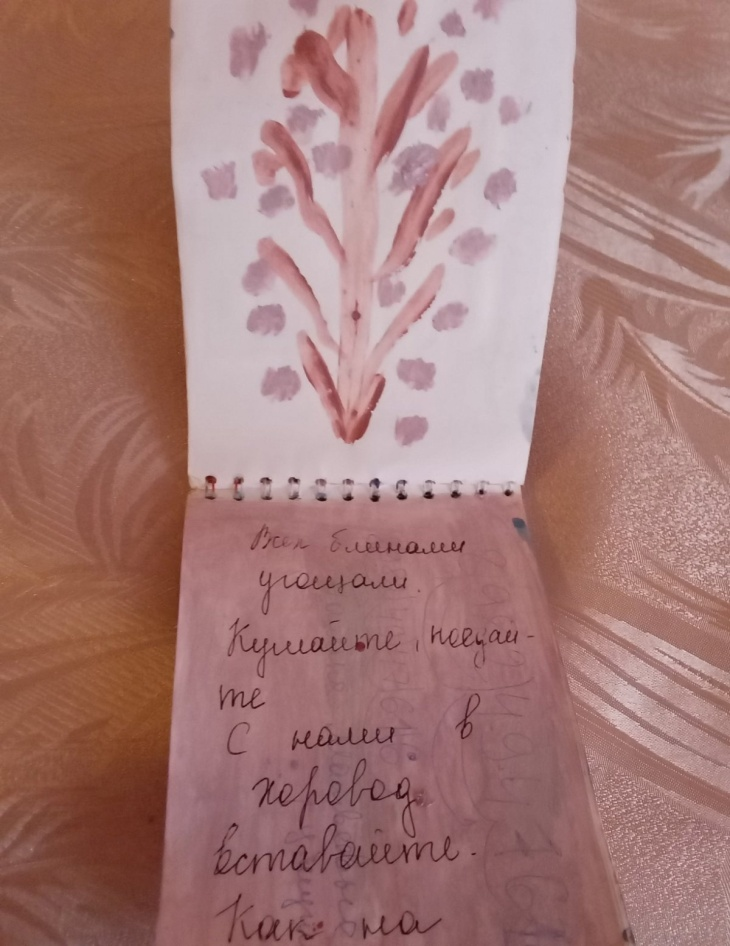 Всех блинами
угощали.
Кушайте, поедай-
те
С нами в
хоровод
вставайте.
Как на